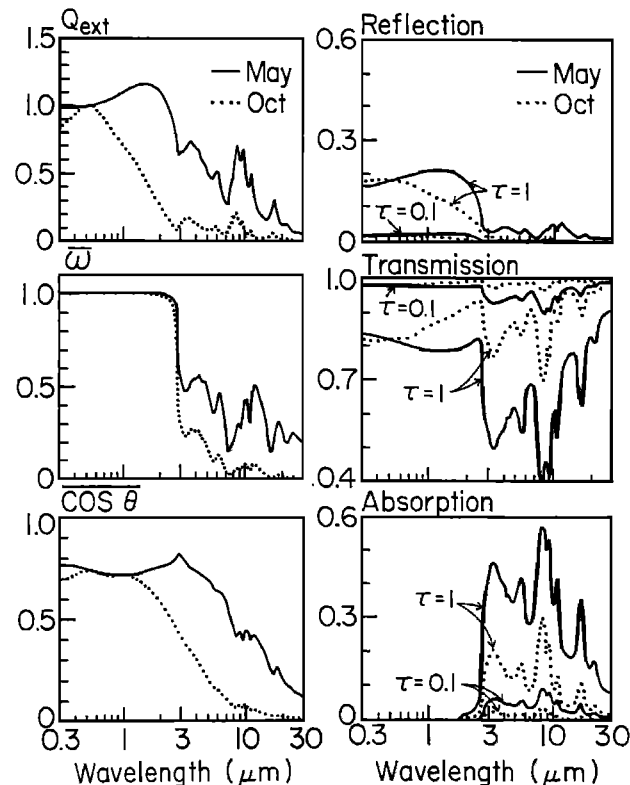 Q_ext
1.5
1.0
0.5
0
— May
····· Oct
Reflection
0.6
0.3
0
— May
····· Oct
τ=1
τ=0.1
ω̅
1.0
0.5
0
Transmission
1.0
0.7
0.4
τ=0.1
τ=1
COS θ
1.0
0.5
0
0.3 1 3 10 30
Wavelength (μm)
Absorption
0.6
0.3
0
τ=1
τ=0.1
0.3 1 3 10 30
Wavelength (μm)